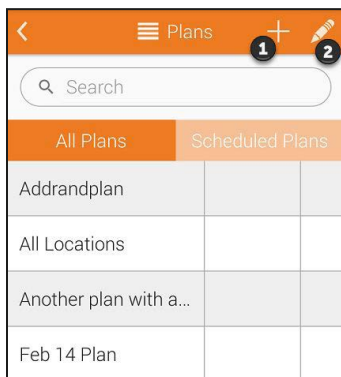 Plans
1 2
Search
All Plans Scheduled Plans
Addrandplan
All Locations
Another plan with a...
Feb 14 Plan